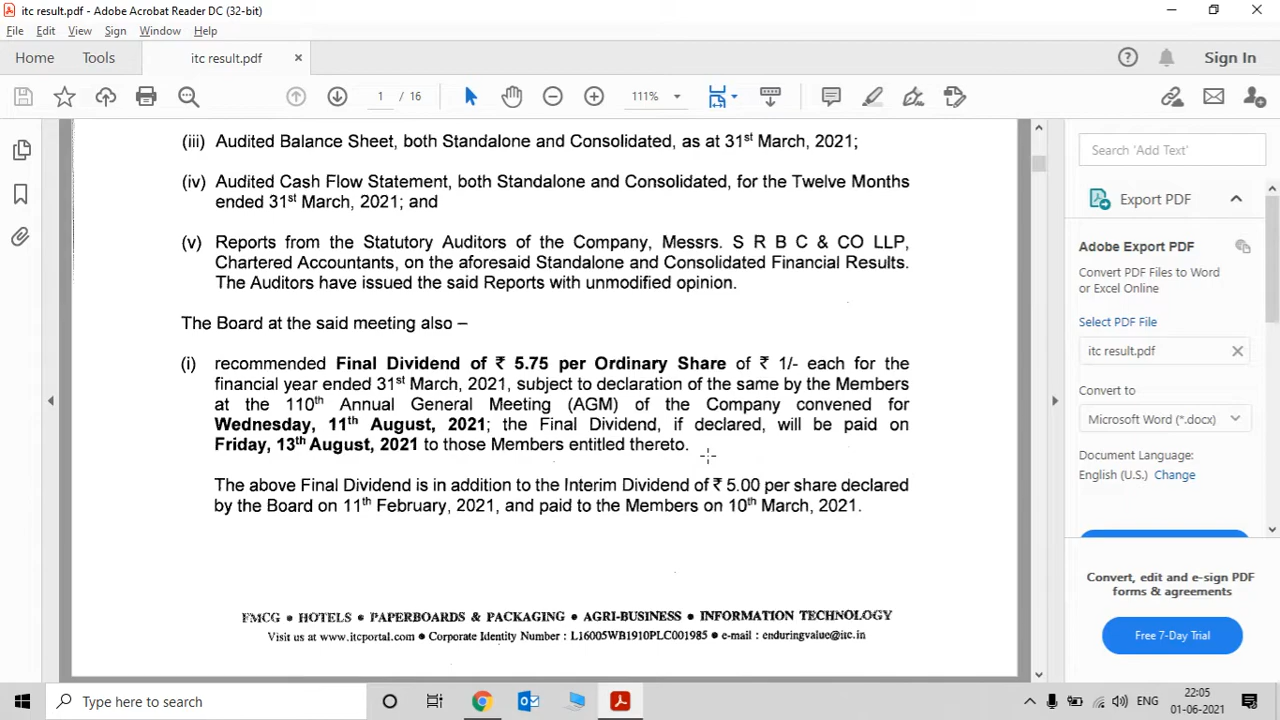 itc result.pdf - Adobe Acrobat Reader DC (32-bit)
File Edit View Sign Window Help
Home Tools itc result.pdf × ? Sign In
1 / 16 111%
(iii) Audited Balance Sheet, both Standalone and Consolidated, as at 31st March, 2021;
(iv) Audited Cash Flow Statement, both Standalone and Consolidated, for the Twelve Months
ended 31st March, 2021; and
(v) Reports from the Statutory Auditors of the Company, Messrs. S R B C & CO LLP,
Chartered Accountants, on the aforesaid Standalone and Consolidated Financial Results.
The Auditors have issued the said Reports with unmodified opinion.
The Board at the said meeting also –
(i) recommended Final Dividend of ₹ 5.75 per Ordinary Share of ₹ 1/- each for the
financial year ended 31st March, 2021, subject to declaration of the same by the Members
at the 110th Annual General Meeting (AGM) of the Company convened for
Wednesday, 11th August, 2021; the Final Dividend, if declared, will be paid on
Friday, 13th August, 2021 to those Members entitled thereto.
The above Final Dividend is in addition to the Interim Dividend of ₹ 5.00 per share declared
by the Board on 11th February, 2021, and paid to the Members on 10th March, 2021.
FMCG • HOTELS • PAPERBOARDS & PACKAGING • AGRI-BUSINESS • INFORMATION TECHNOLOGY
Visit us at www.itcportal.com • Corporate Identity Number : L16005WB1910PLC001985 • e-mail : enduringvalue@itc.in
Search 'Add Text'
Export PDF
Adobe Export PDF
Convert PDF Files to Word
or Excel Online
Select PDF File
itc result.pdf
Convert to
Microsoft Word (*.docx)
Document Language:
English (U.S.) Change
Convert, edit and e-sign PDF
forms & agreements
Free 7-Day Trial
Type here to search
ENG
22:05
01-06-2021